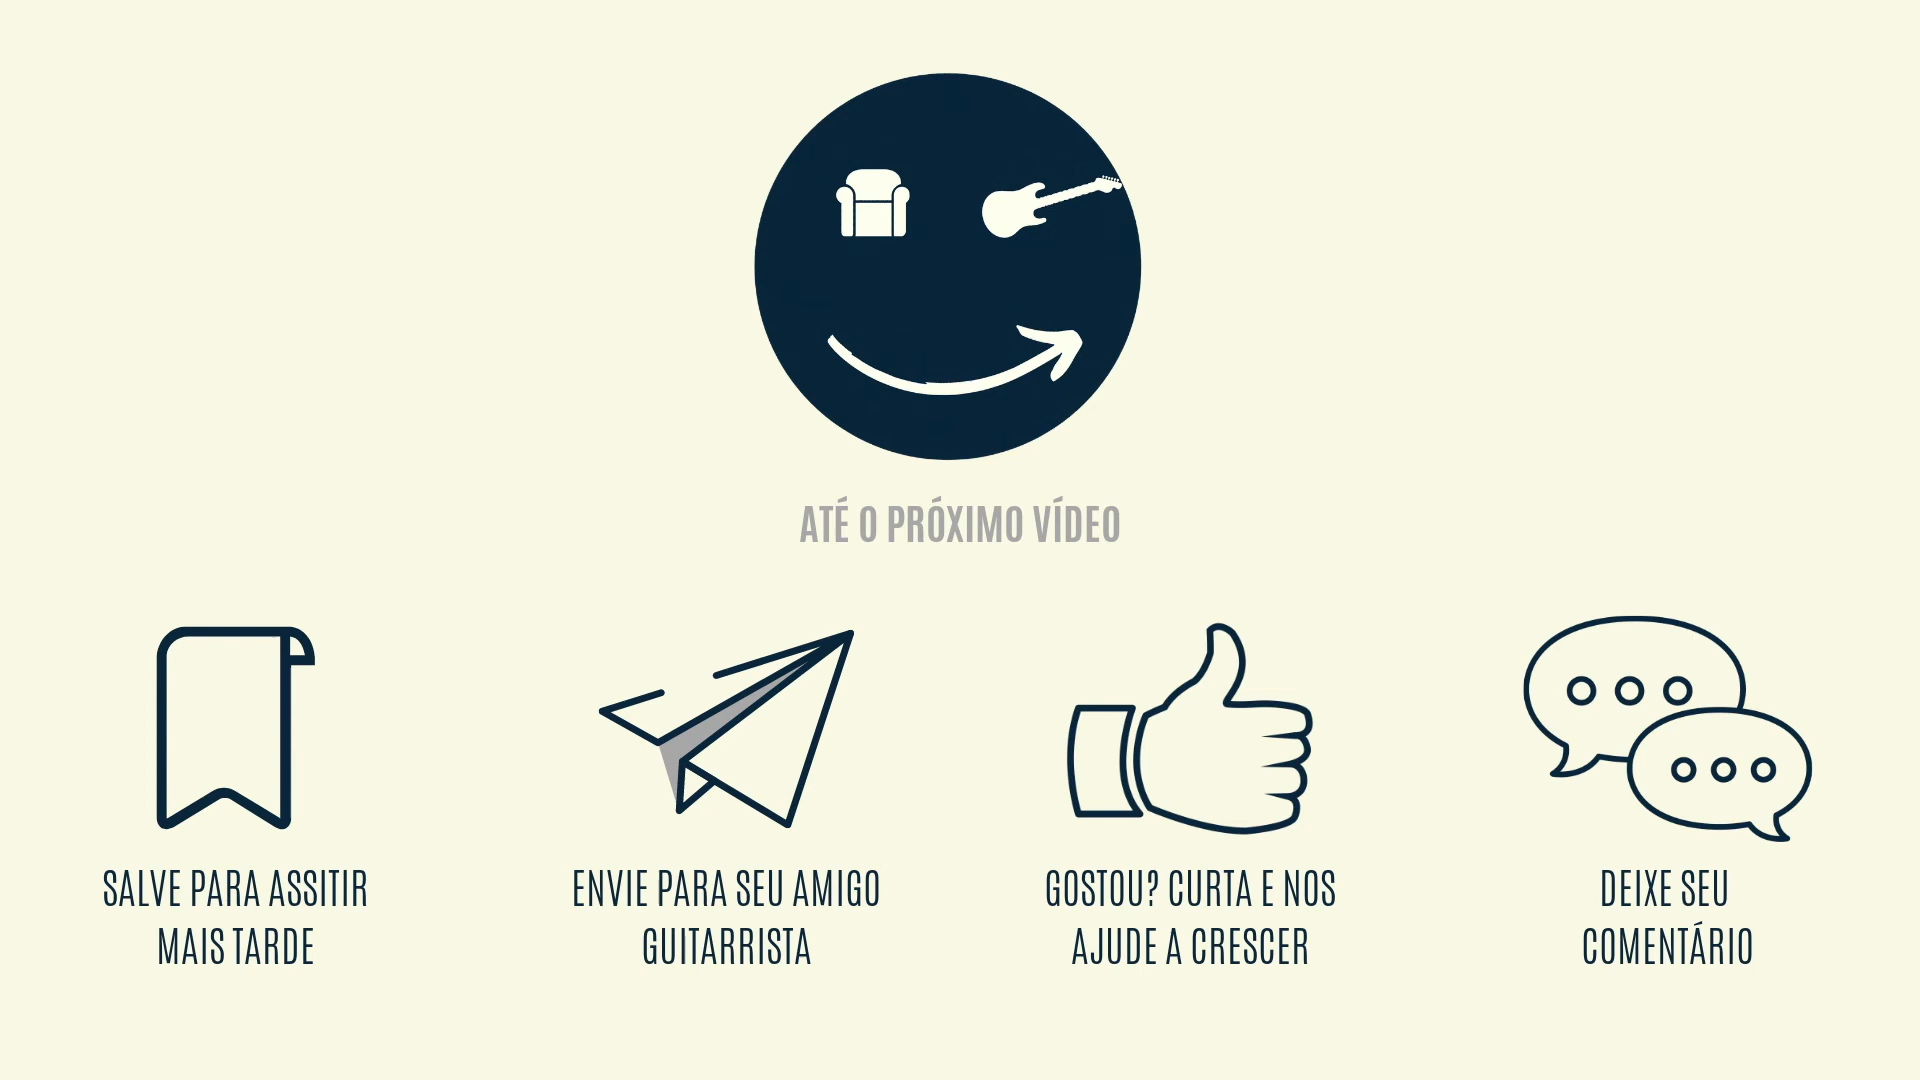 ATÉ O PRÓXIMO VÍDEO
SALVE PARA ASSITIR
MAIS TARDE
ENVIE PARA SEU AMIGO
GUITARRISTA
GOSTOU? CURTA E NOS
AJUDE A CRESCER
DEIXE SEU
COMENTÁRIO